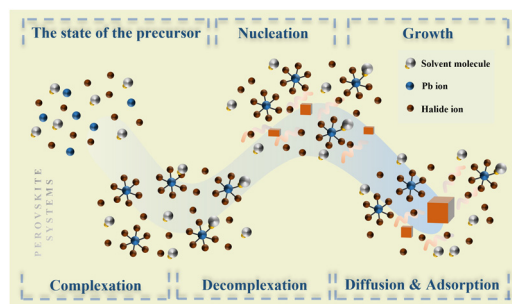 The state of the precursor
Nucleation
Growth
Solvent molecule
Pb ion
Halide ion
PEROVSKITE
SYSTEMS
Complexation
Decomplexation
Diffusion & Adsorption